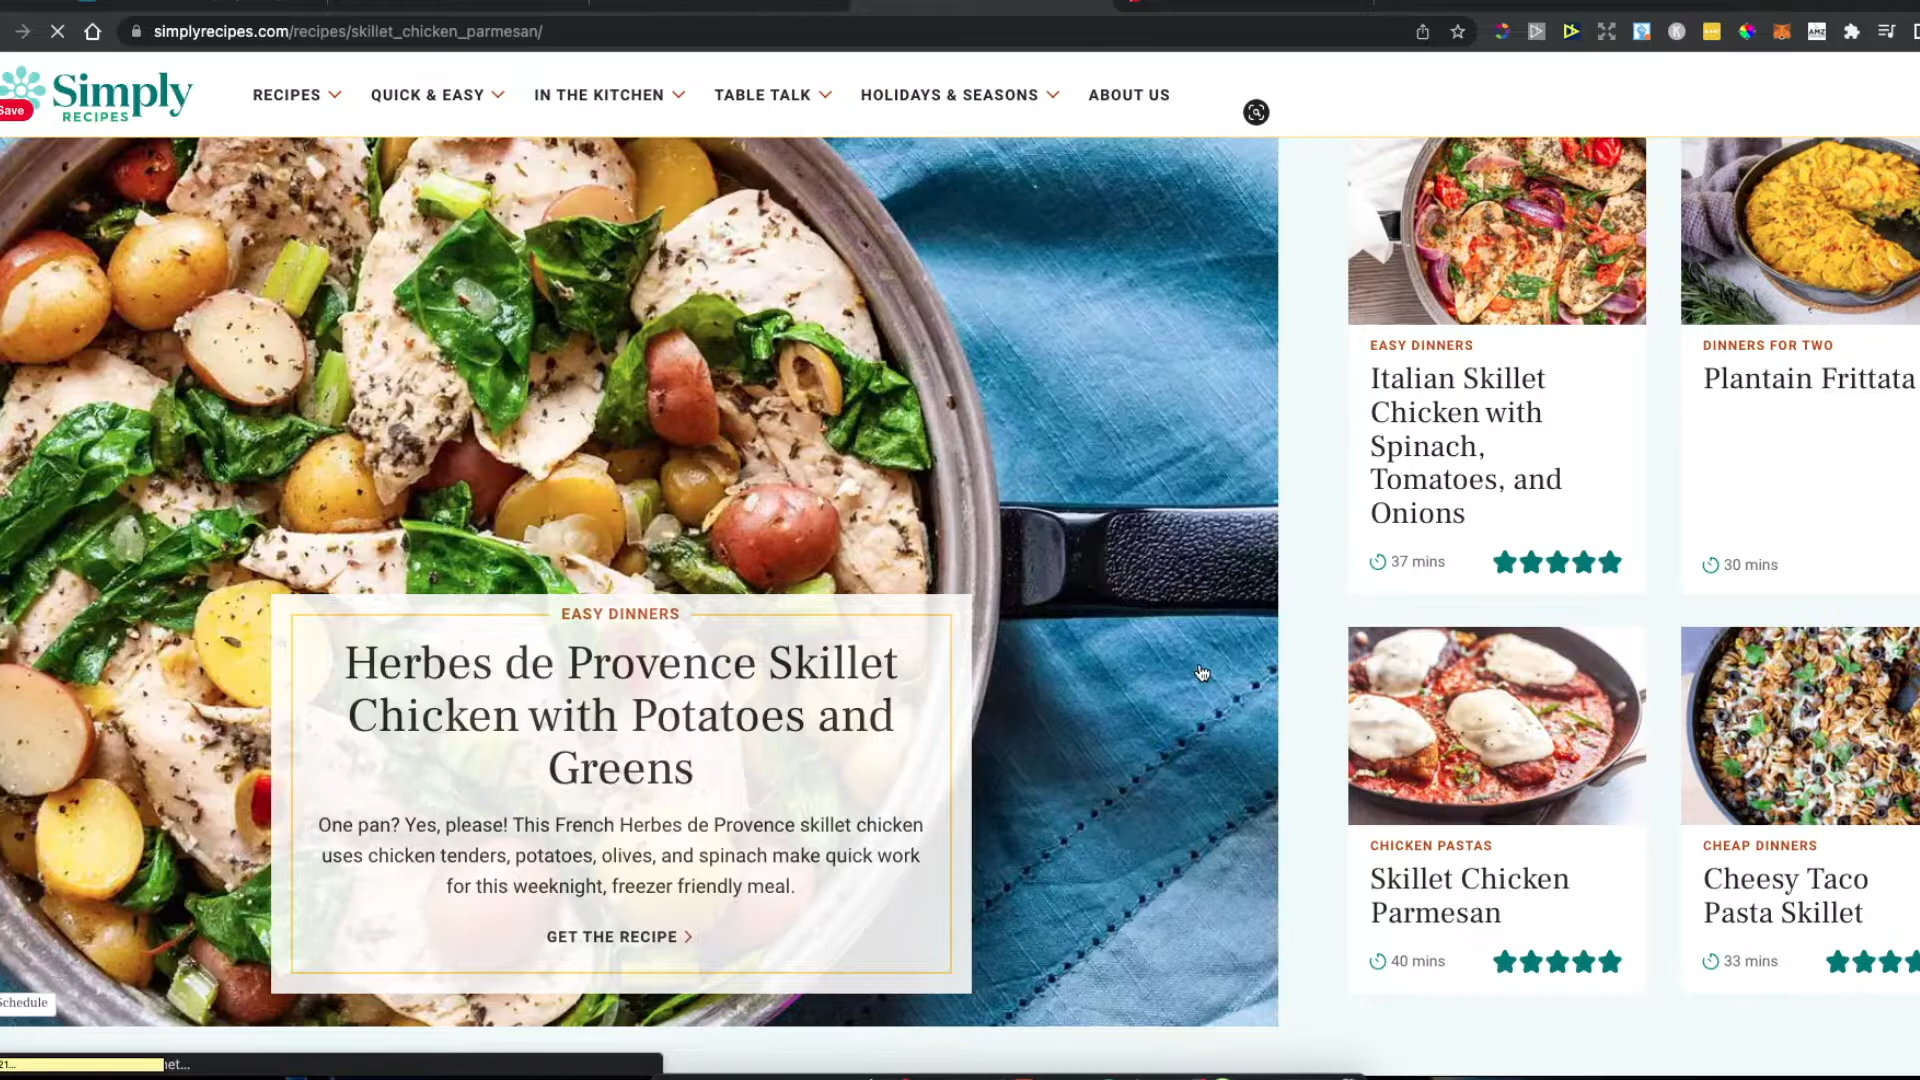 simplyrecipes.com/recipes/skillet_chicken_parmesan/
Save
Simply
RECIPES
RECIPES
QUICK & EASY
IN THE KITCHEN
TABLE TALK
HOLIDAYS & SEASONS
ABOUT US
AMZ
EASY DINNERS
Herbes de Provence Skillet
Chicken with Potatoes and
Greens
One pan? Yes, please! This French Herbes de Provence skillet chicken
uses chicken tenders, potatoes, olives, and spinach make quick work
for this weeknight, freezer friendly meal.
GET THE RECIPE
EASY DINNERS
Italian Skillet
Chicken with
Spinach,
Tomatoes, and
Onions
37 mins
DINNERS FOR TWO
Plantain Frittata
30 mins
CHICKEN PASTAS
Skillet Chicken
Parmesan
40 mins
CHEAP DINNERS
Cheesy Taco
Pasta Skillet
33 mins
Schedule
21...
net...